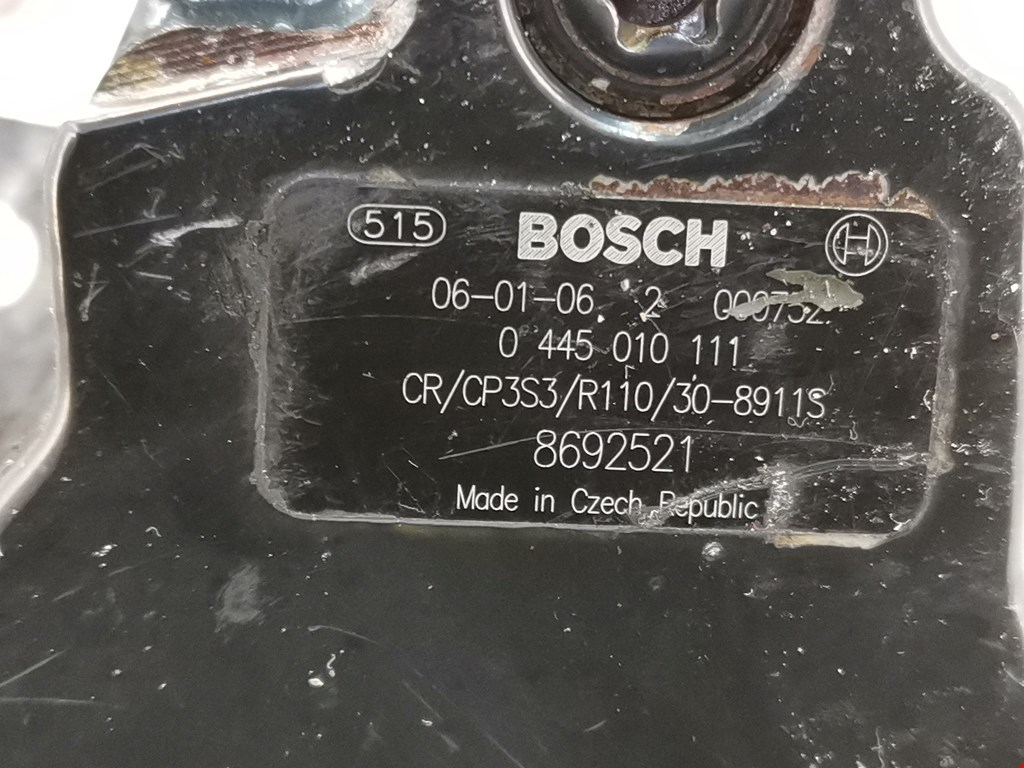 515 BOSCH
06-01-06 2
0 445 010 111
CR/CP3S3/R110/30-8911S
8692521
Made in Czech Republic